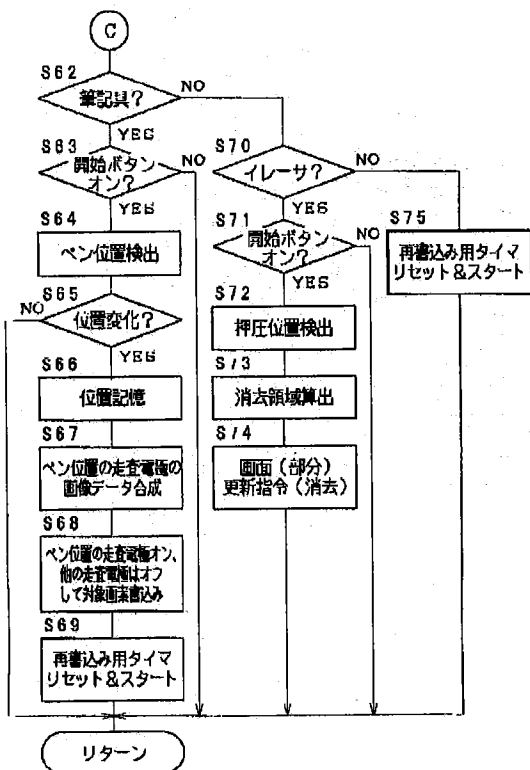 C
S62
筆記具?
NO
YES
S63
開始ボタン
オン?
NO
YES
S64
ペン位置検出
S65
NO
位置変化?
YES
S66
位置記憶
S67
ペン位置の走査電極の
画像データ合成
S68
ペン位置の走査電極オン、
他の走査電極はオフ
して対象画素書込み
S69
再書込み用タイマ
リセット&スタート
リターン
S70
イレーサ?
NO
YES
S71
開始ボタン
オン?
NO
YES
S72
押圧位置検出
S73
消去領域算出
S74
画面(部分)
更新指令(消去)
S75
再書込み用タイマ
リセット&スタート